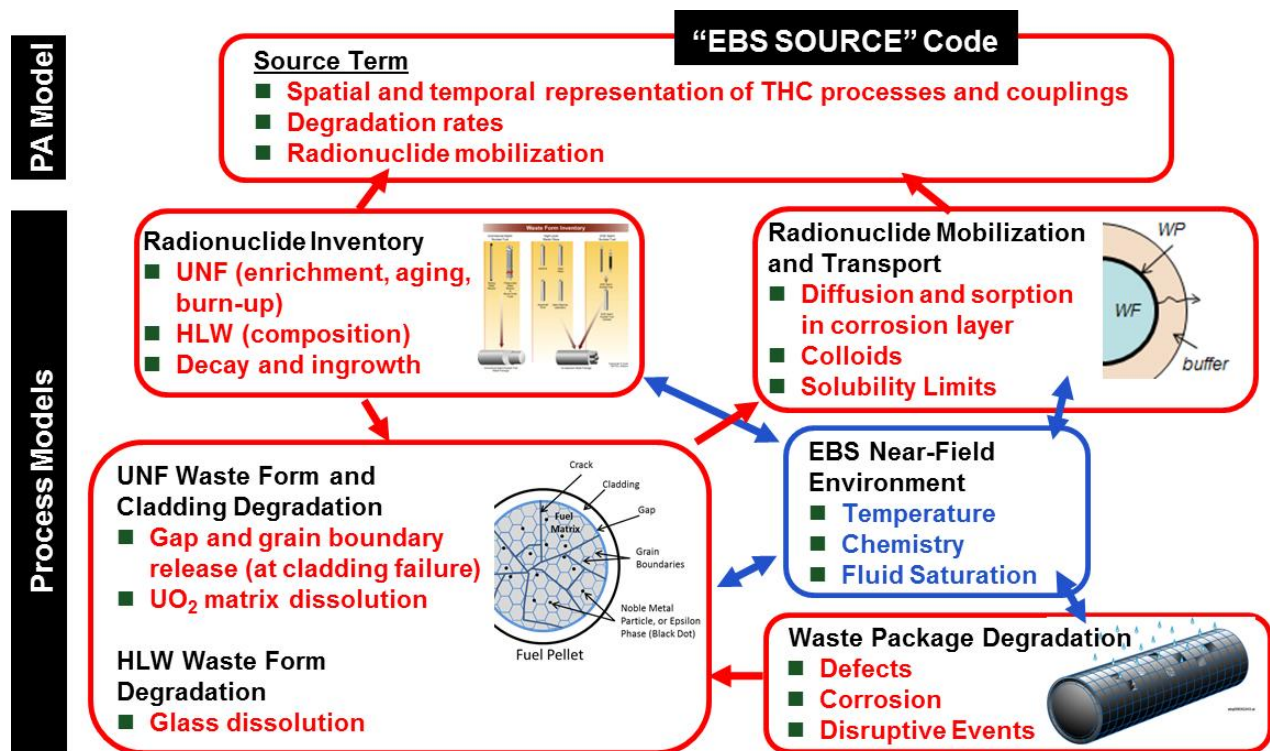 “EBS SOURCE” Code
PA Model
Source Term
Spatial and temporal representation of THC processes and couplings
Degradation rates
Radionuclide mobilization
Process Models
Radionuclide Inventory
UNF (enrichment, aging,
burn-up)
HLW (composition)
Decay and ingrowth
Waste Form Inventory
Radionuclide Mobilization
and Transport
Diffusion and sorption
in corrosion layer
Colloids
Solubility Limits
WP
WF
buffer
UNF Waste Form and
Cladding Degradation
Gap and grain boundary
release (at cladding failure)
UO₂ matrix dissolution
HLW Waste Form
Degradation
Glass dissolution
Crack
Cladding
Gap
Fuel
Matrix
Grain
Boundaries
Noble Metal
Particle, or Epsilon
Phase (Black Dot)
Fuel Pellet
EBS Near-Field
Environment
Temperature
Chemistry
Fluid Saturation
Waste Package Degradation
Defects
Corrosion
Disruptive Events